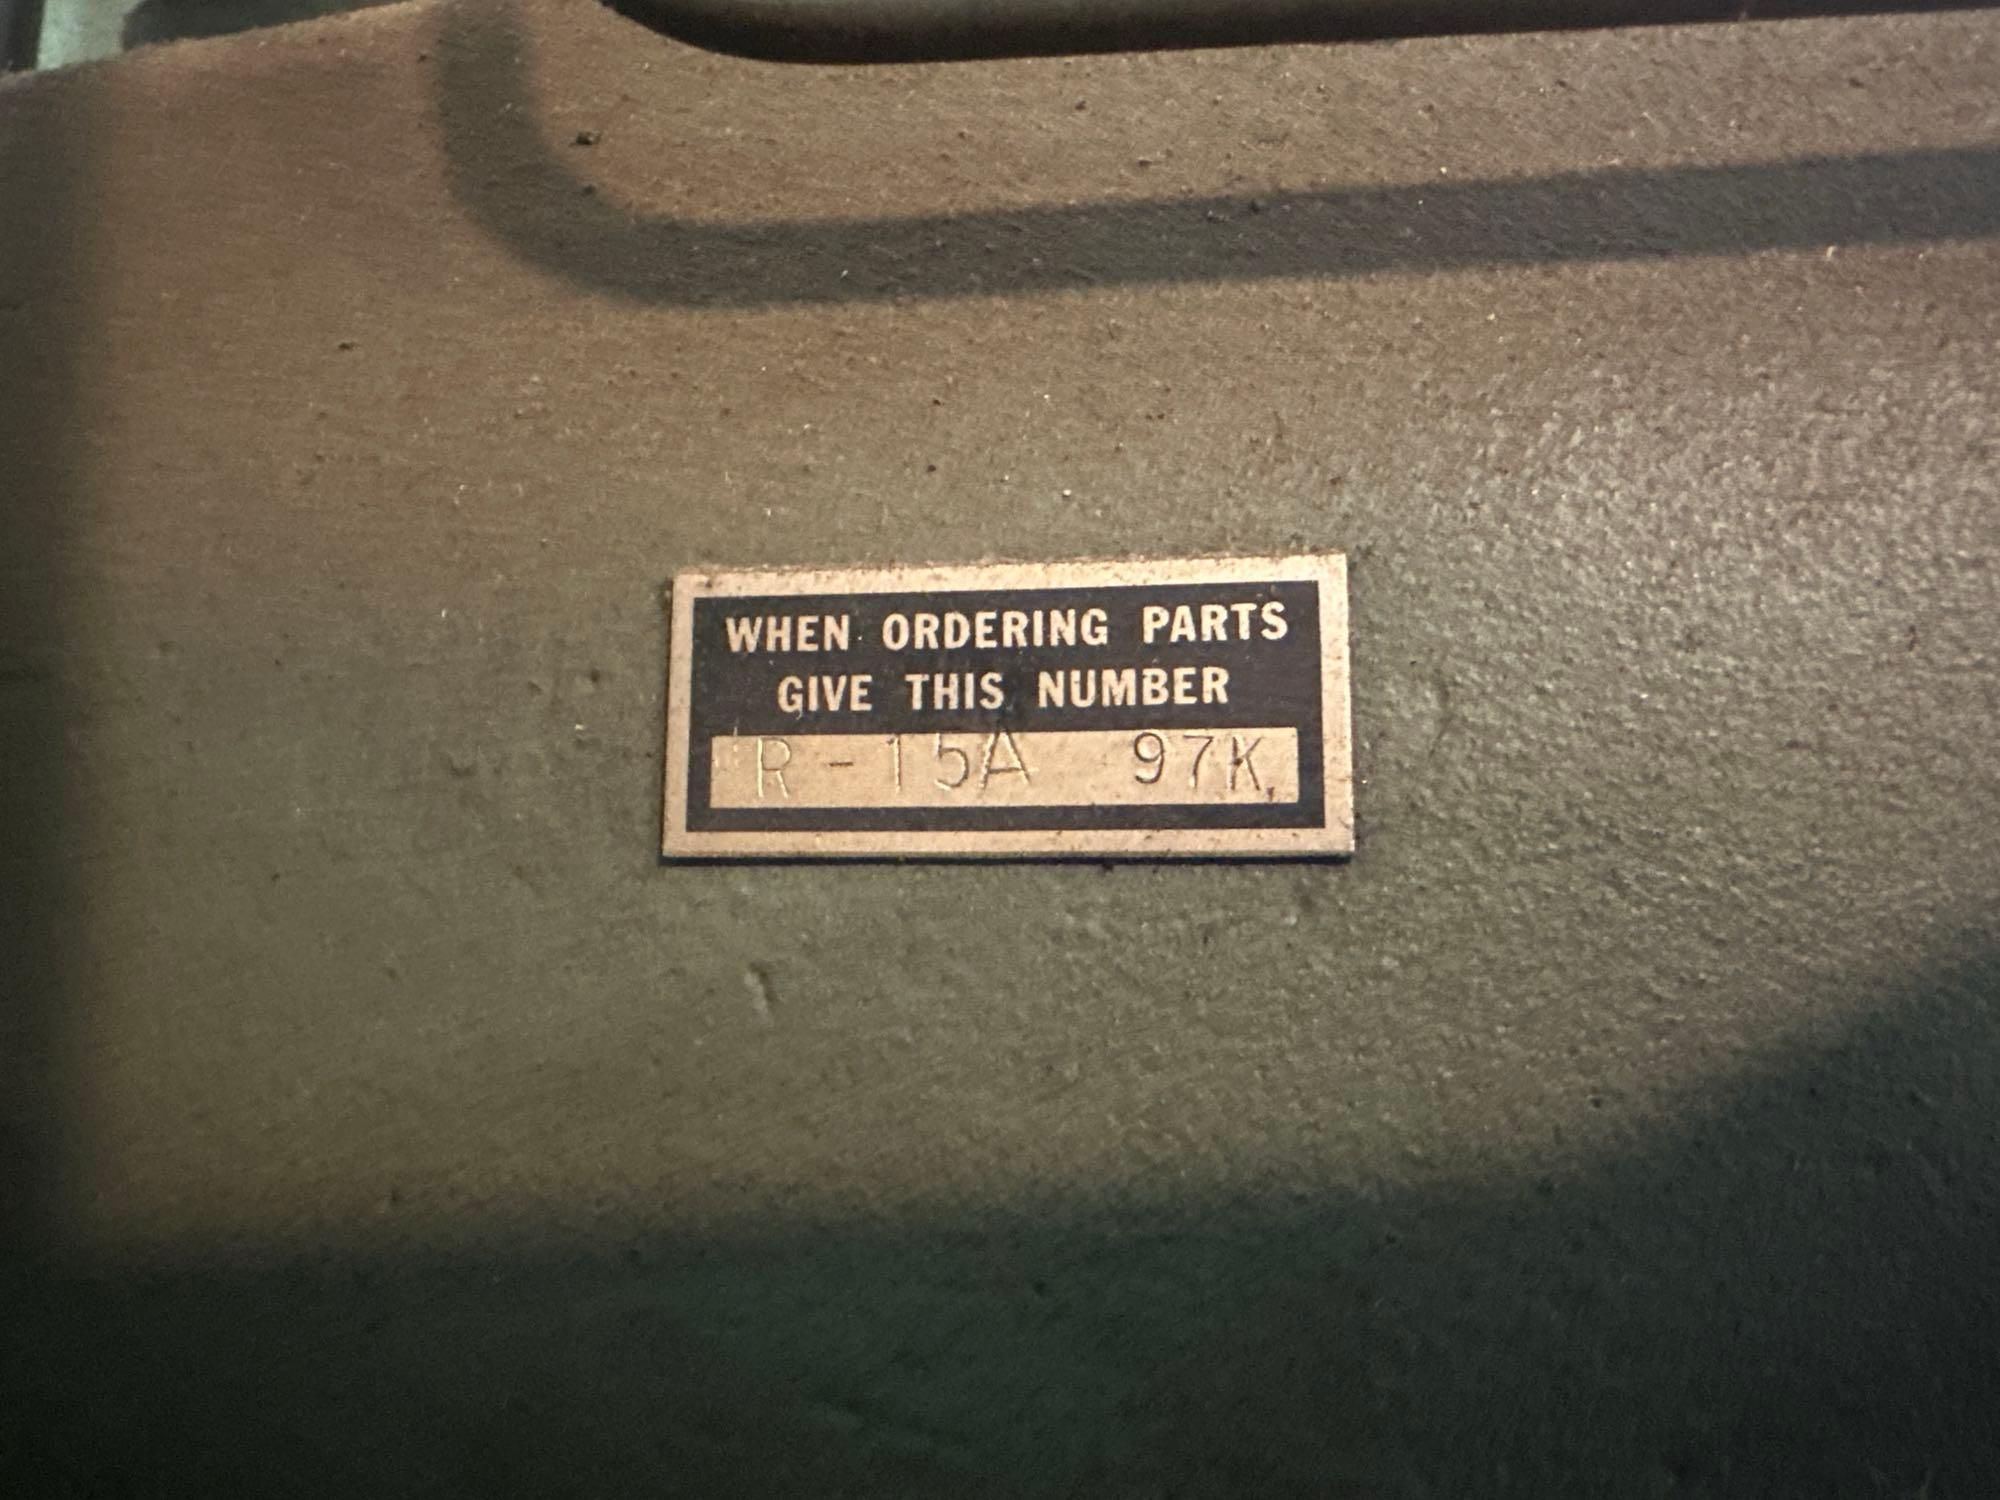 WHEN ORDERING PARTS
GIVE THIS NUMBER
R-15A 97K